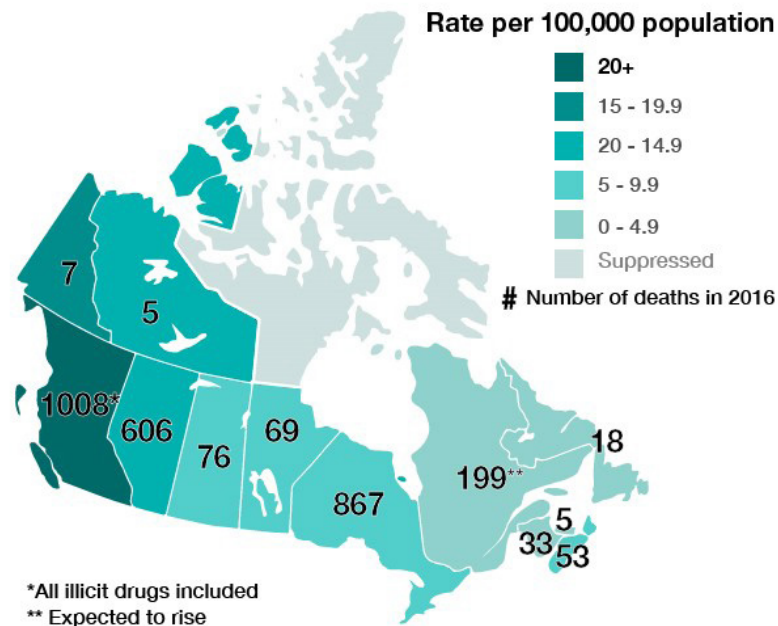 Rate per 100,000 population
20+
15 - 19.9
20 - 14.9
5 - 9.9
0 - 4.9
Suppressed
# Number of deaths in 2016
7
5
1008*
606
76
69
867
199**
18
5
33
53
*All illicit drugs included
** Expected to rise